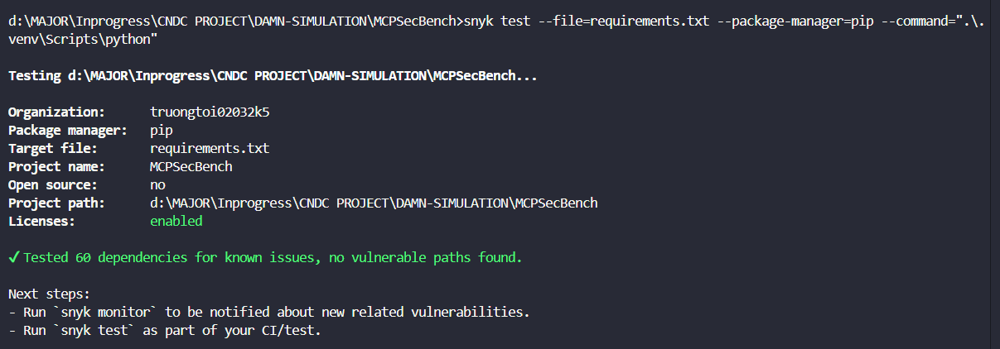 d:\MAJOR\Inprogress\CNDC PROJECT\DAMN-SIMULATION\MCPSecBench>snyk test --file=requirements.txt --package-manager=pip --command=".\.
venv\Scripts\python"
Testing d:\MAJOR\Inprogress\CNDC PROJECT\DAMN-SIMULATION\MCPSecBench...
Organization:      truongtoi02032k5
Package manager:   pip
Target file:       requirements.txt
Project name:      MCPSecBench
Open source:       no
Project path:      d:\MAJOR\Inprogress\CNDC PROJECT\DAMN-SIMULATION\MCPSecBench
Licenses:          enabled
✓ Tested 60 dependencies for known issues, no vulnerable paths found.
Next steps:
- Run `snyk monitor` to be notified about new related vulnerabilities.
- Run `snyk test` as part of your CI/test.